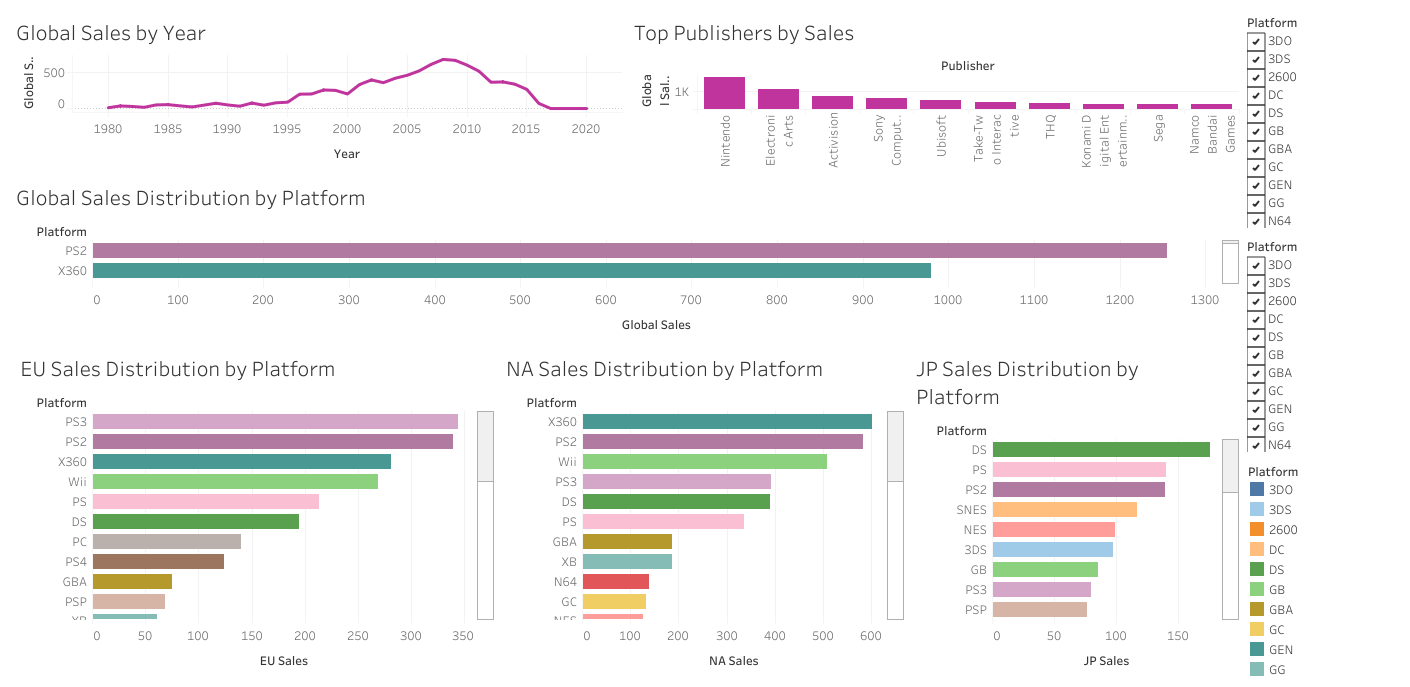 Global Sales by Year
Global S..
500
0
1980 1985 1990 1995 2000 2005 2010 2015 2020
Year
Top Publishers by Sales
Publisher
Globa
l Sal..
1K
Nintendo
Electroni
c Arts
Activision
Sony
Comput..
Ubisoft
Take-Tw
o Interac
tive
THQ
Konami D
igital Ent
ertainm..
Sega
Namco
Bandai
Games
Global Sales Distribution by Platform
Platform
PS2
X360
0 100 200 300 400 500 600 700 800 900 1000 1100 1200 1300
Global Sales
EU Sales Distribution by Platform
Platform
PS3
PS2
X360
Wii
PS
DS
PC
PS4
GBA
PSP
XB
0 50 100 150 200 250 300 350
EU Sales
NA Sales Distribution by Platform
Platform
X360
PS2
Wii
PS3
DS
PS
GBA
XB
N64
GC
NES
0 100 200 300 400 500 600
NA Sales
JP Sales Distribution by
Platform
Platform
DS
PS
PS2
SNES
NES
3DS
GB
PS3
PSP
0 50 100 150
JP Sales
Platform
3DO
3DS
2600
DC
DS
GB
GBA
GC
GEN
GG
N64
Platform
3DO
3DS
2600
DC
DS
GB
GBA
GC
GEN
GG
N64
Platform
3DO
3DS
2600
DC
DS
GB
GBA
GC
GEN
GG